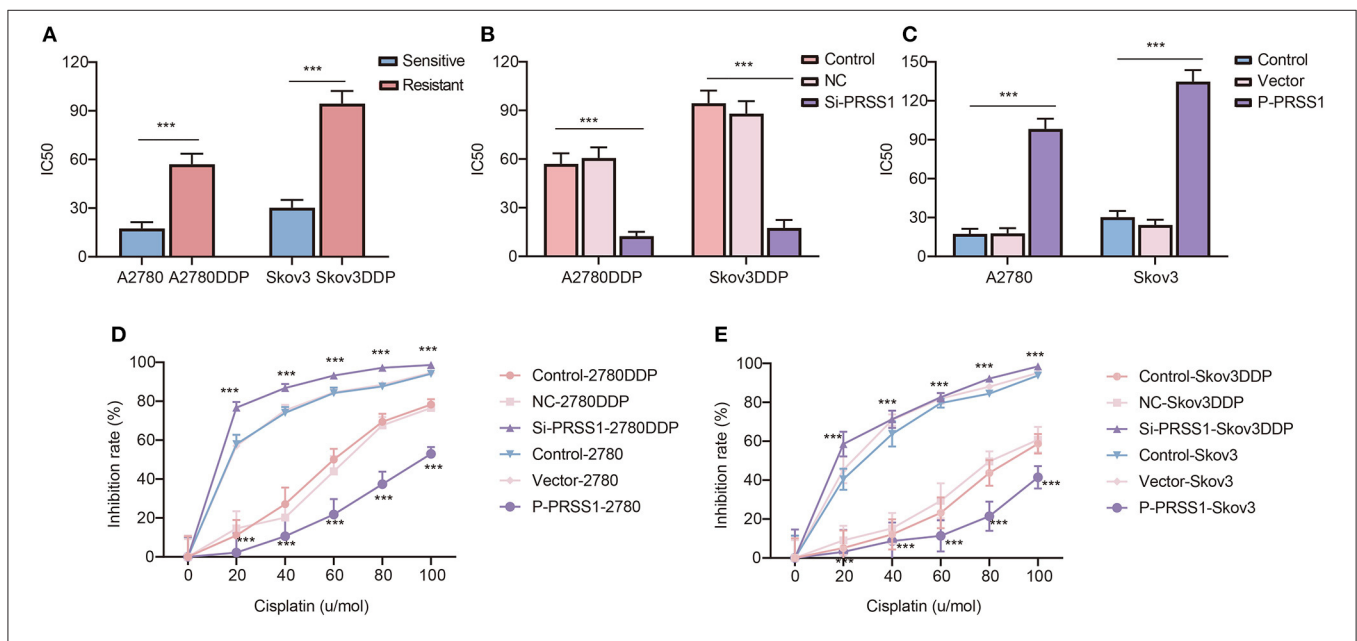 A
Sensitive
Resistant
***
***
IC50
120
90
60
30
0
A2780 A2780DDP Skov3 Skov3DDP
B
Control
NC
Si-PRSS1
***
***
IC50
120
90
60
30
0
A2780DDP Skov3DDP
C
Control
Vector
P-PRSS1
***
***
IC50
150
120
90
60
30
0
A2780 Skov3
D
Inhibition rate (%)
100
80
60
40
20
0
*** *** *** *** ***
*** *** *** *** ***
0 20 40 60 80 100
Cisplatin (u/mol)
Control-2780DDP
NC-2780DDP
Si-PRSS1-2780DDP
Control-2780
Vector-2780
P-PRSS1-2780
E
Inhibition rate (%)
100
80
60
40
20
0
*** *** *** *** ***
*** *** *** *** ***
0 20 40 60 80 100
Cisplatin (u/mol)
Control-Skov3DDP
NC-Skov3DDP
Si-PRSS1-Skov3DDP
Control-Skov3
Vector-Skov3
P-PRSS1-Skov3